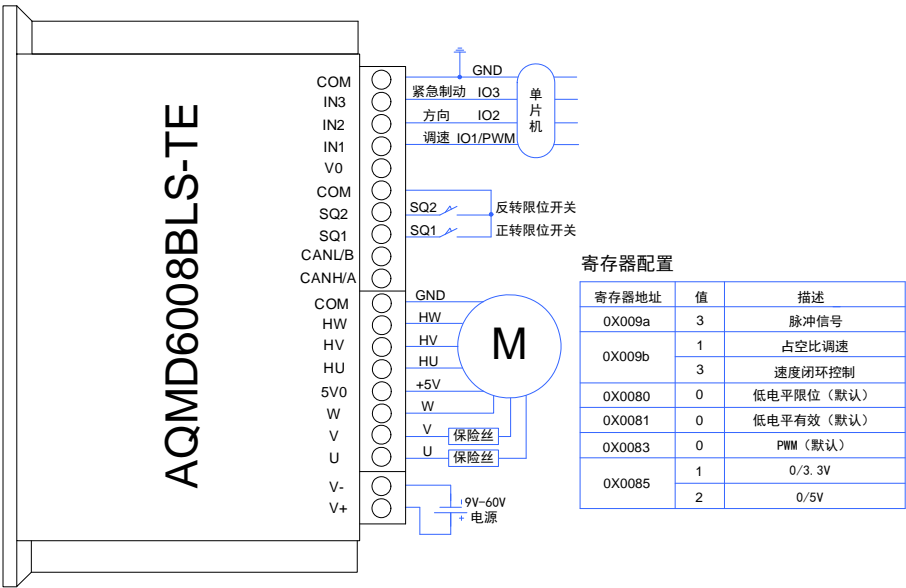 AQMD6008BLS-TE
COM
IN3
IN2
IN1
V0
COM
SQ2
SQ1
CANL/B
CANH/A
COM
HW
HV
HU
5V0
W
V
U
V-
V+
GND
紧急制动 IO3
方向 IO2
调速 IO1/PWM
单片机
SQ2 反转限位开关
SQ1 正转限位开关
GND
HW
HV
HU
+5V
W
V 保险丝
U 保险丝
M
9V-60V
+ 电源
寄存器配置
寄存器地址 值 描述
0X009a 3 脉冲信号
0X009b 1 占空比调速
3 速度闭环控制
0X0080 0 低电平限位（默认）
0X0081 0 低电平有效（默认）
0X0083 0 PWM（默认）
0X0085 1 0/3.3V
2 0/5V